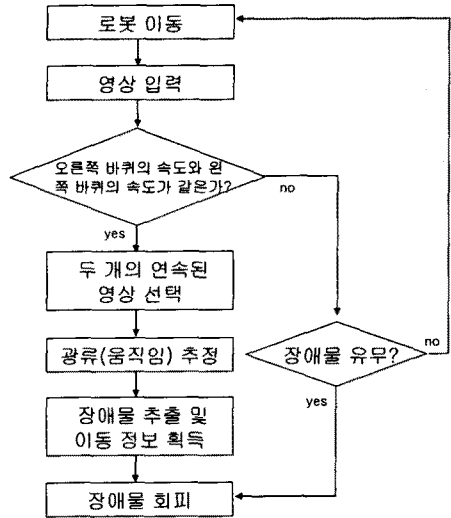 로봇 이동
영상 입력
오른쪽 바퀴의 속도와 왼
쪽 바퀴의 속도가 같은가?
no
yes
두 개의 연속된
영상 선택
광류(움직임) 추정
장애물 유무?
no
yes
장애물 추출 및
이동 정보 획득
장애물 회피